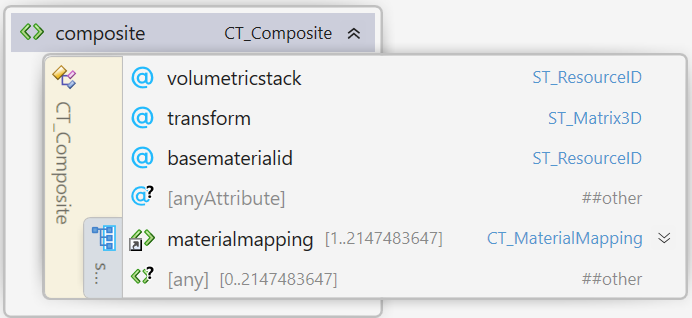 composite CT_Composite
volumetricstack ST_ResourceID
transform ST_Matrix3D
basematerialid ST_ResourceID
[anyAttribute] ##other
materialmapping [1..2147483647] CT_MaterialMapping
[any] [0..2147483647] ##other
CT_Composite
S...